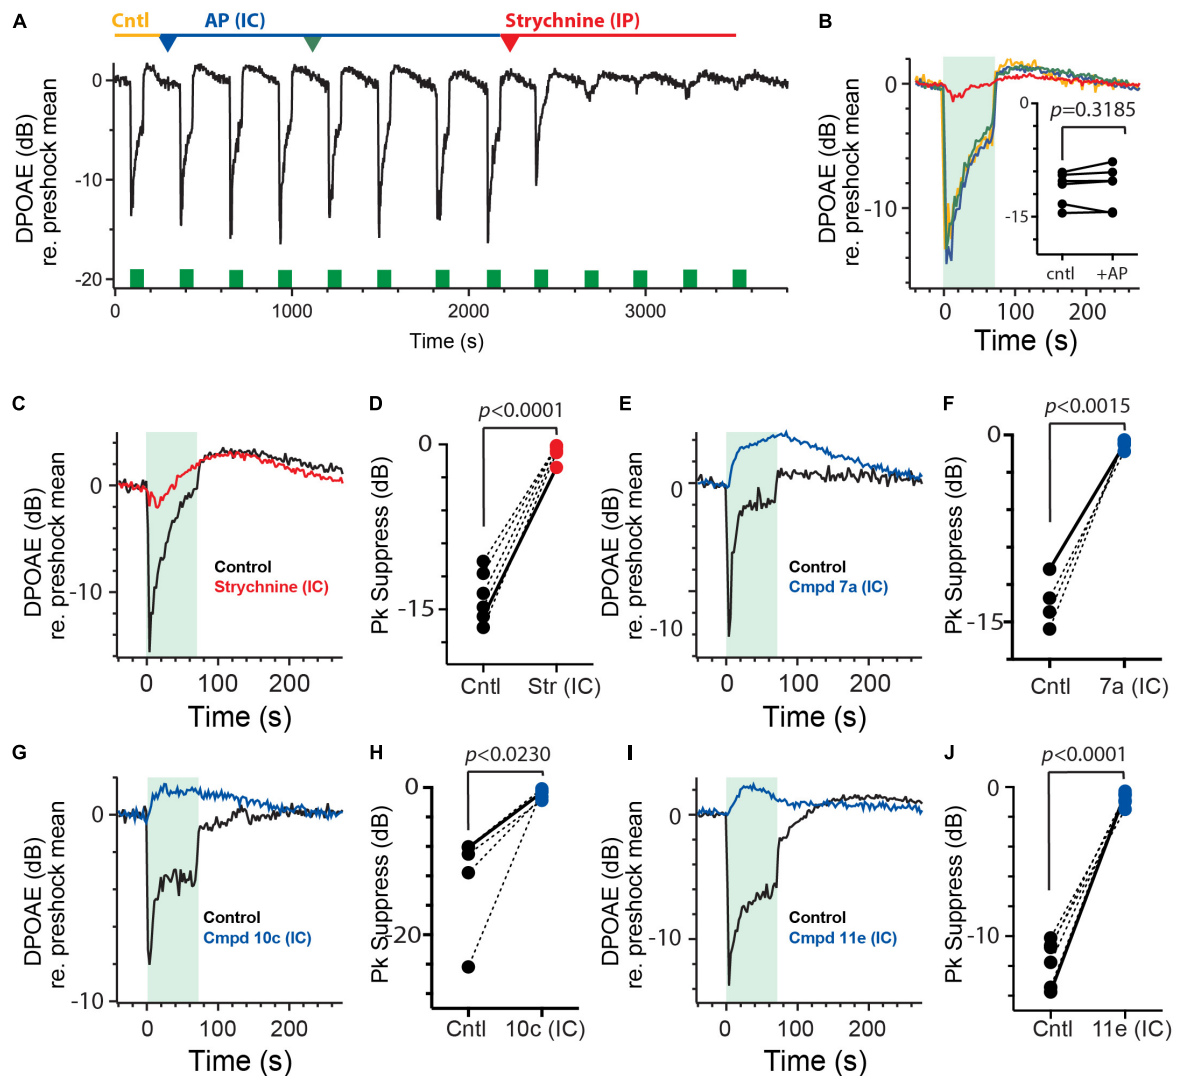 A
Cntl AP (IC) Strychnine (IP)
DPOAE (dB)
re. preshock mean
0
-10
-20
0 1000 2000 3000
Time (s)
B
DPOAE (dB)
re. preshock mean
0
-10
0 100 200
Time (s)
p=0.3185
0
-15
cntl +AP
C
DPOAE (dB)
re. preshock mean
0
-10
Control
Strychnine (IC)
0 100 200
Time (s)
D
p<0.0001
Pk Suppress (dB)
0
-15
Cntl Str (IC)
E
DPOAE (dB)
re. preshock mean
0
-10
Control
Cmpd 7a (IC)
0 100 200
Time (s)
F
p<0.0015
Pk Suppress (dB)
0
-15
Cntl 7a (IC)
G
DPOAE (dB)
re. preshock mean
0
-10
Control
Cmpd 10c (IC)
0 100 200
Time (s)
H
p<0.0230
Pk Suppress (dB)
0
-20
Cntl 10c (IC)
I
DPOAE (dB)
re. preshock mean
0
-10
Control
Cmpd 11e (IC)
0 100 200
Time (s)
J
p<0.0001
Pk Suppress (dB)
0
-10
Cntl 11e (IC)